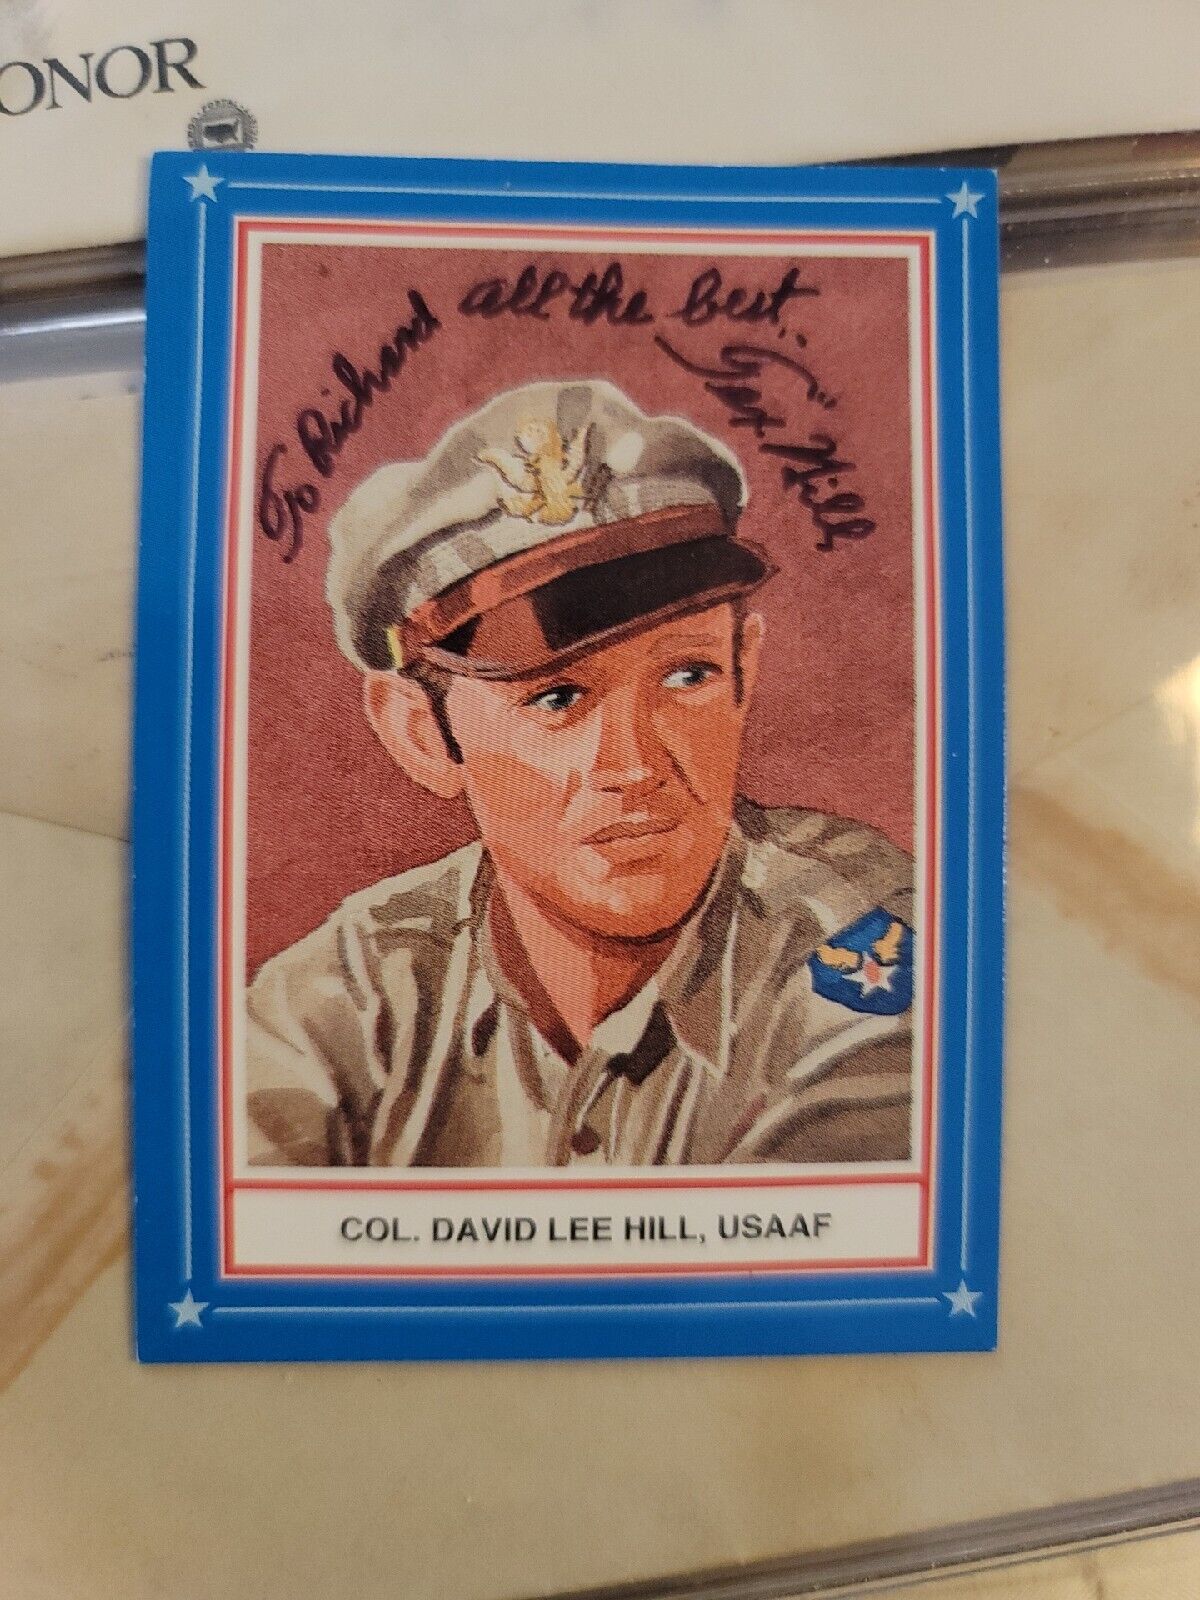 ONOR
To Richard all the best,
"Tex" Hill
COL. DAVID LEE HILL, USAAF